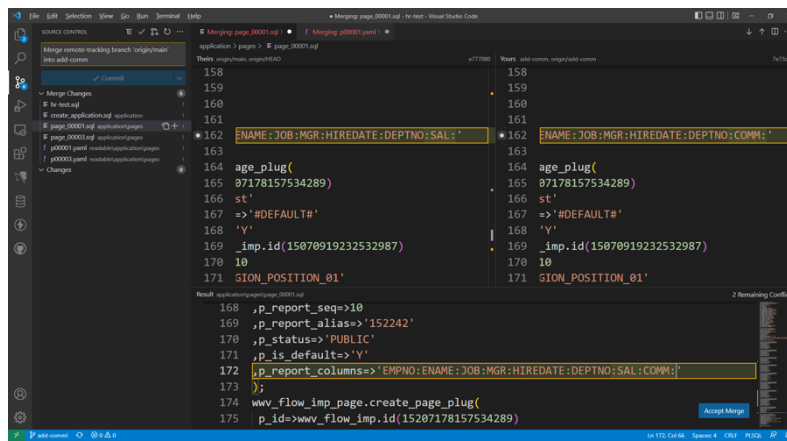 File Edit Selection View Go Run Terminal Help
• Merging: page_00001.sql - hr-test - Visual Studio Code
SOURCE CONTROL
Merge remote-tracking branch 'origin/main'
into add-comm
Commit
Merge Changes 6
hr-test.sql !
create_application.sql application !
page_00001.sql application\pages !
page_00003.sql application\pages !
p00001.yaml readable\application\pages !
p00003.yaml readable\application\pages !
Changes 0
Merging: page_00001.sql ! ●
Merging: p00001.yaml ! ●
application > pages > page_00001.sql
Theirs origin/main, origin/HEAD
Yours add-comm, origin/add-comm
158
159
160
161
162 ENAME:JOB:MGR:HIREDATE:DEPTNO:SAL:'
163
164 age_plug(
165 07178157534289)
166 st'
167 =>'#DEFAULT#'
168 'Y'
169 _imp.id(15070919232532987)
170 10
171 GION_POSITION_01'
158
159
160
161
162 ENAME:JOB:MGR:HIREDATE:DEPTNO:COMM:'
163
164 age_plug(
165 07178157534289)
166 st'
167 =>'#DEFAULT#'
168 'Y'
169 _imp.id(15070919232532987)
170 10
171 GION_POSITION_01'
Result application\pages\page_00001.sql
2 Remaining Confli
168 ,p_report_seq=>10
169 ,p_report_alias=>'152242'
170 ,p_status=>'PUBLIC'
171 ,p_is_default=>'Y'
172 ,p_report_columns=>'EMPNO:ENAME:JOB:MGR:HIREDATE:DEPTNO:SAL:COMM:'
173 );
174 wwv_flow_imp_page.create_page_plug(
175 p_id=>wwv_flow_imp.id(15207178157534289)
Accept Merge
add-comm!
0 0
Ln 172, Col 66 Spaces: 4 CRLF PLSQL